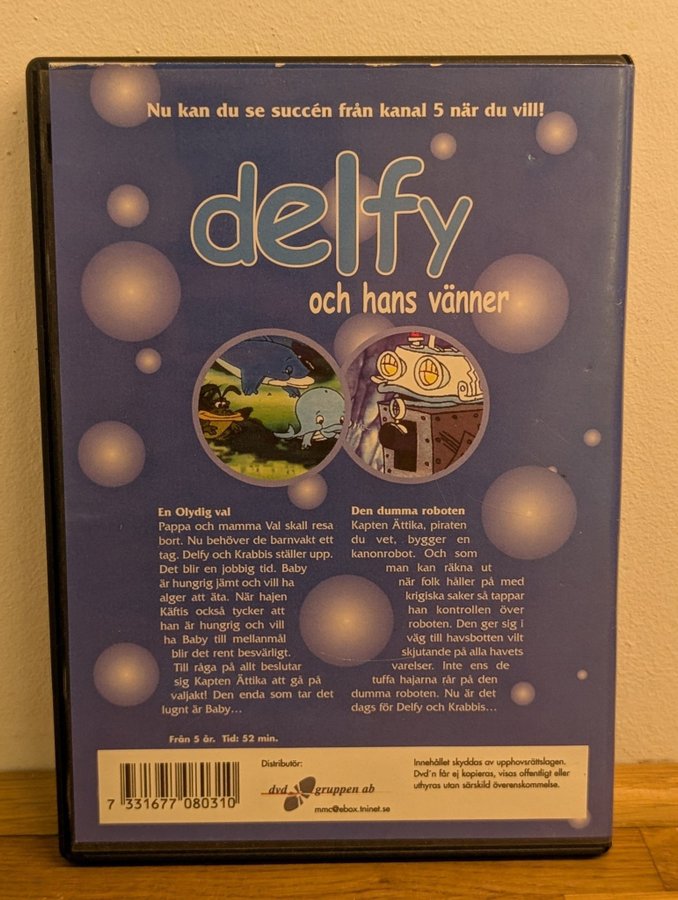 Nu kan du se succén från kanal 5 när du vill!
delfy
och hans vänner
En Olydig val
Pappa och mamma Val skall resa
bort. Nu behöver de barnvakt ett
tag. Delfy och Krabbis ställer upp.
Det blir en jobbig tid. Baby
är hungrig jämt och vill ha
alger att äta. När hajen
Käftis också tycker att
han är hungrig och vill
ha Baby till mellanmål
blir det rent besvärligt.
Till råga på allt beslutar
sig Kapten Ättika att gå på
valjakt! Den enda som tar det
lugnt är Baby...
Från 5 år. Tid: 52 min.
Den dumma roboten
Kapten Ättika, piraten
du vet, bygger en
kanonrobot. Och som
man kan räkna ut
när folk håller på med
krigiska saker så tappar
han kontrollen över
roboten. Den ger sig i
väg till havsbotten vilt
skjutande på alla havets
varelser. Inte ens de
tuffa hajarna rår på den
dumma roboten. Nu är det
dags för Delfy och Krabbis...
7 331677 080310
Distributör:
dvd gruppen ab
mmc@ebox.tninet.se
Innehållet skyddas av upphovsrättslagen.
Dvd´n får ej kopieras, visas offentligt eller
uthyras utan särskild överenskommelse.